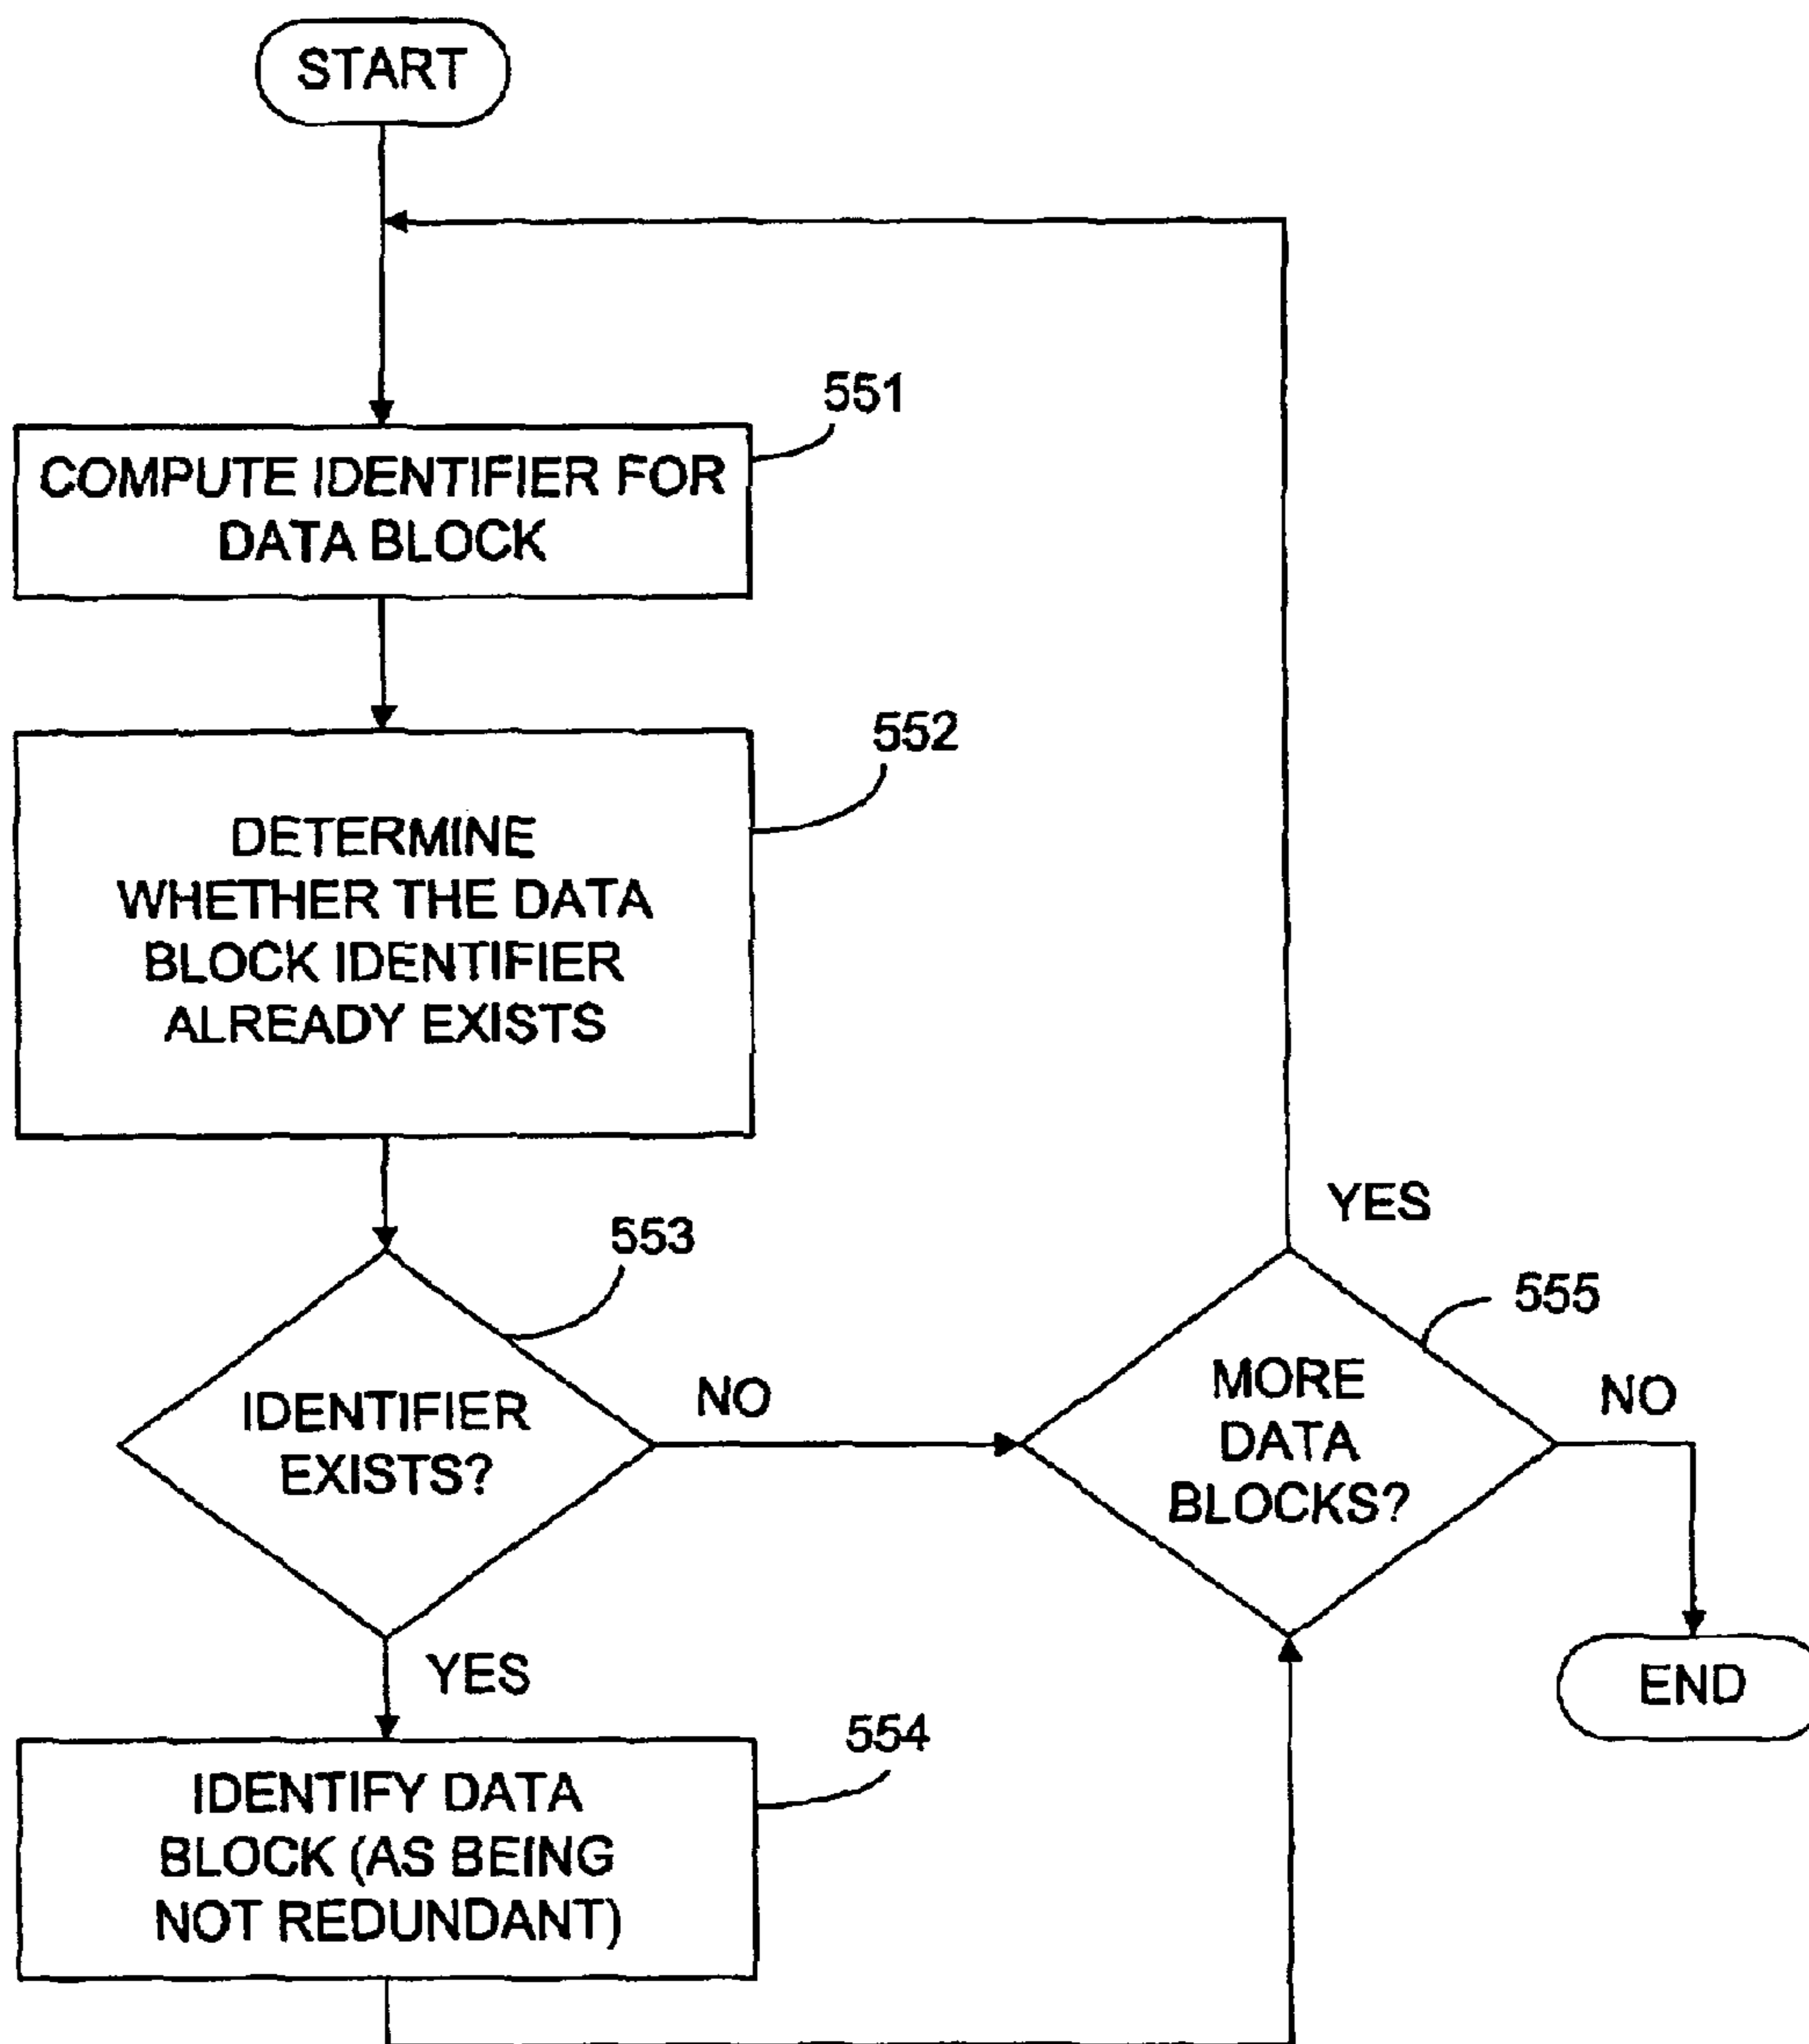 START
551
COMPUTE IDENTIFIER FOR
DATA BLOCK
552
DETERMINE
WHETHER THE DATA
BLOCK IDENTIFIER
ALREADY EXISTS
553
IDENTIFIER
EXISTS?
NO
YES
554
IDENTIFY DATA
BLOCK (AS BEING
NOT REDUNDANT)
YES
555
MORE
DATA
BLOCKS?
NO
END